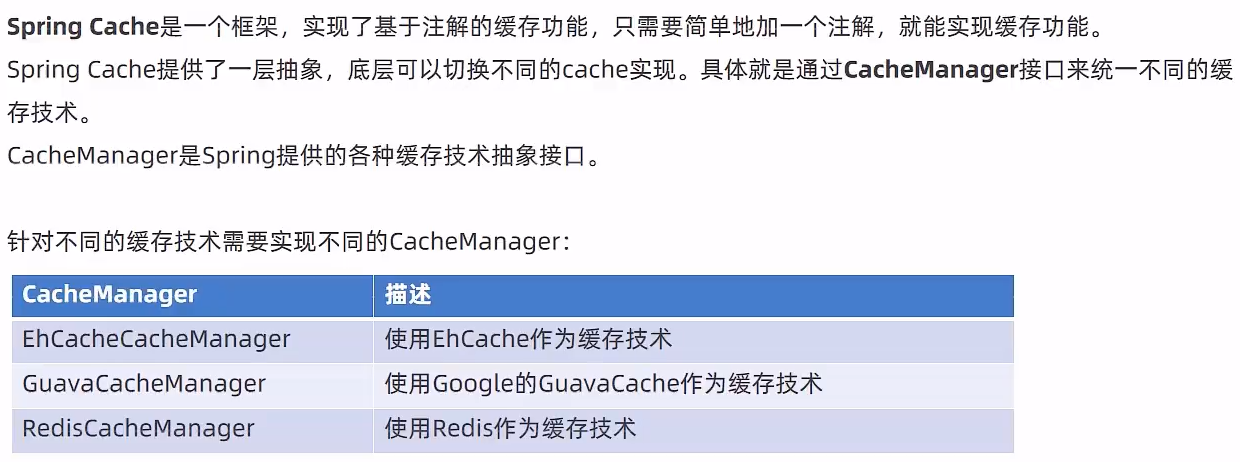 Spring Cache是一个框架，实现了基于注解的缓存功能，只需要简单地加一个注解，就能实现缓存功能。
Spring Cache提供了一层抽象，底层可以切换不同的cache实现。具体就是通过CacheManager接口来统一不同的缓
存技术。
CacheManager是Spring提供的各种缓存技术抽象接口。
针对不同的缓存技术需要实现不同的CacheManager：
CacheManager 描述
EhCacheCacheManager 使用EhCache作为缓存技术
GuavaCacheManager 使用Google的GuavaCache作为缓存技术
RedisCacheManager 使用Redis作为缓存技术